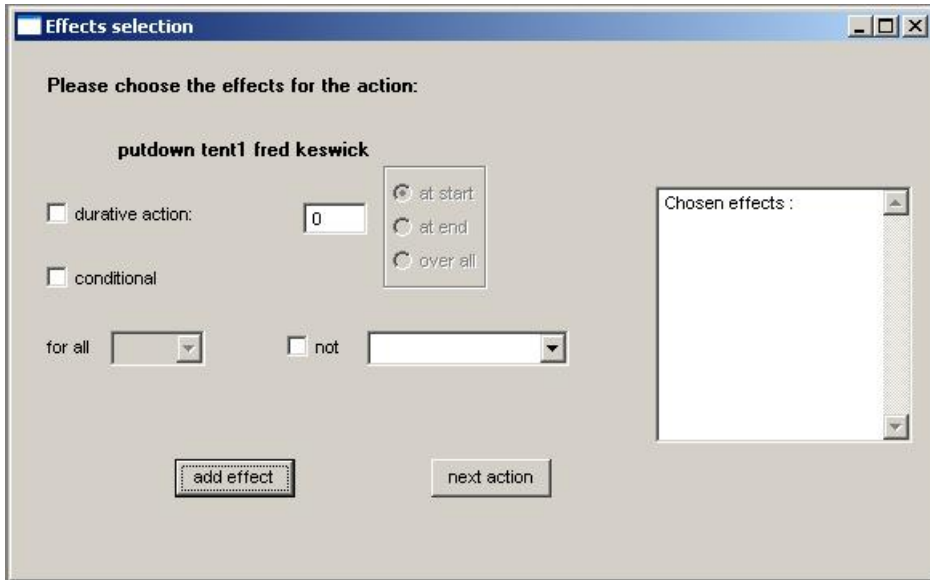 Effects selection
Please choose the effects for the action:
putdown tent1 fred keswick
durative action:
0
at start
at end
over all
Chosen effects :
conditional
for all
not
add effect
next action